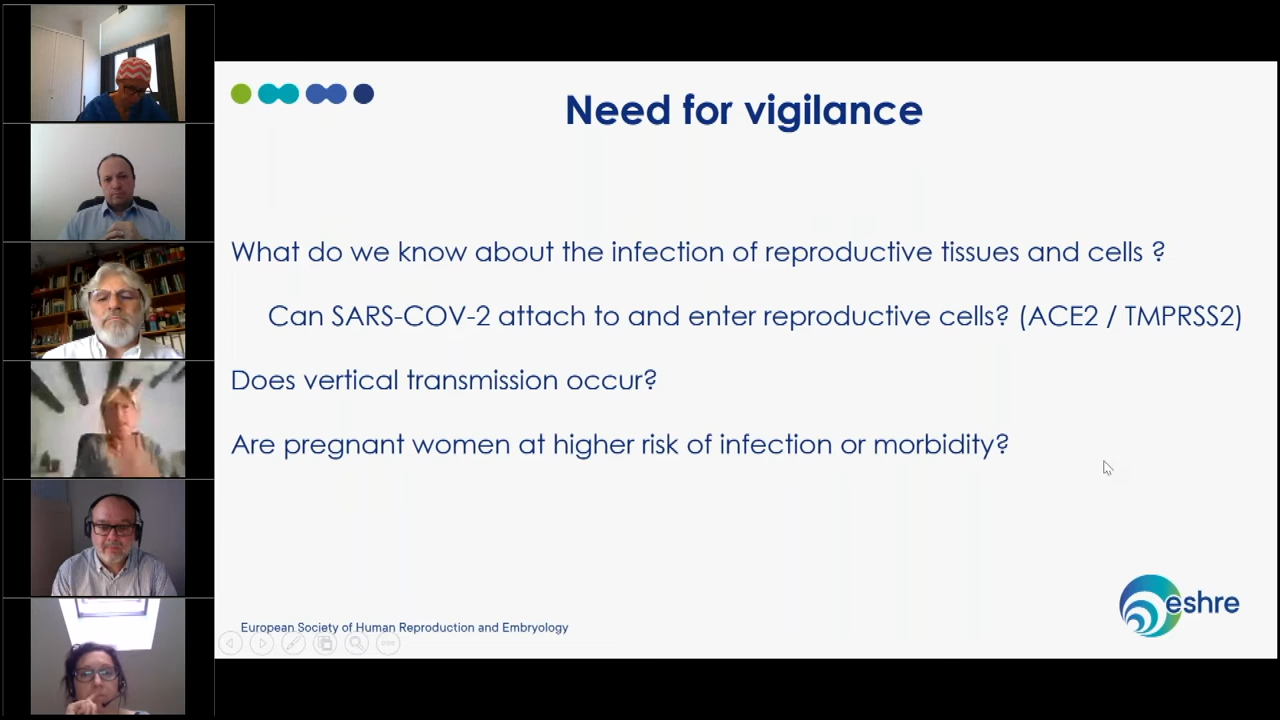 Need for vigilance
What do we know about the infection of reproductive tissues and cells ?
Can SARS-COV-2 attach to and enter reproductive cells? (ACE2 / TMPRSS2)
Does vertical transmission occur?
Are pregnant women at higher risk of infection or morbidity?
eshre
European Society of Human Reproduction and Embryology